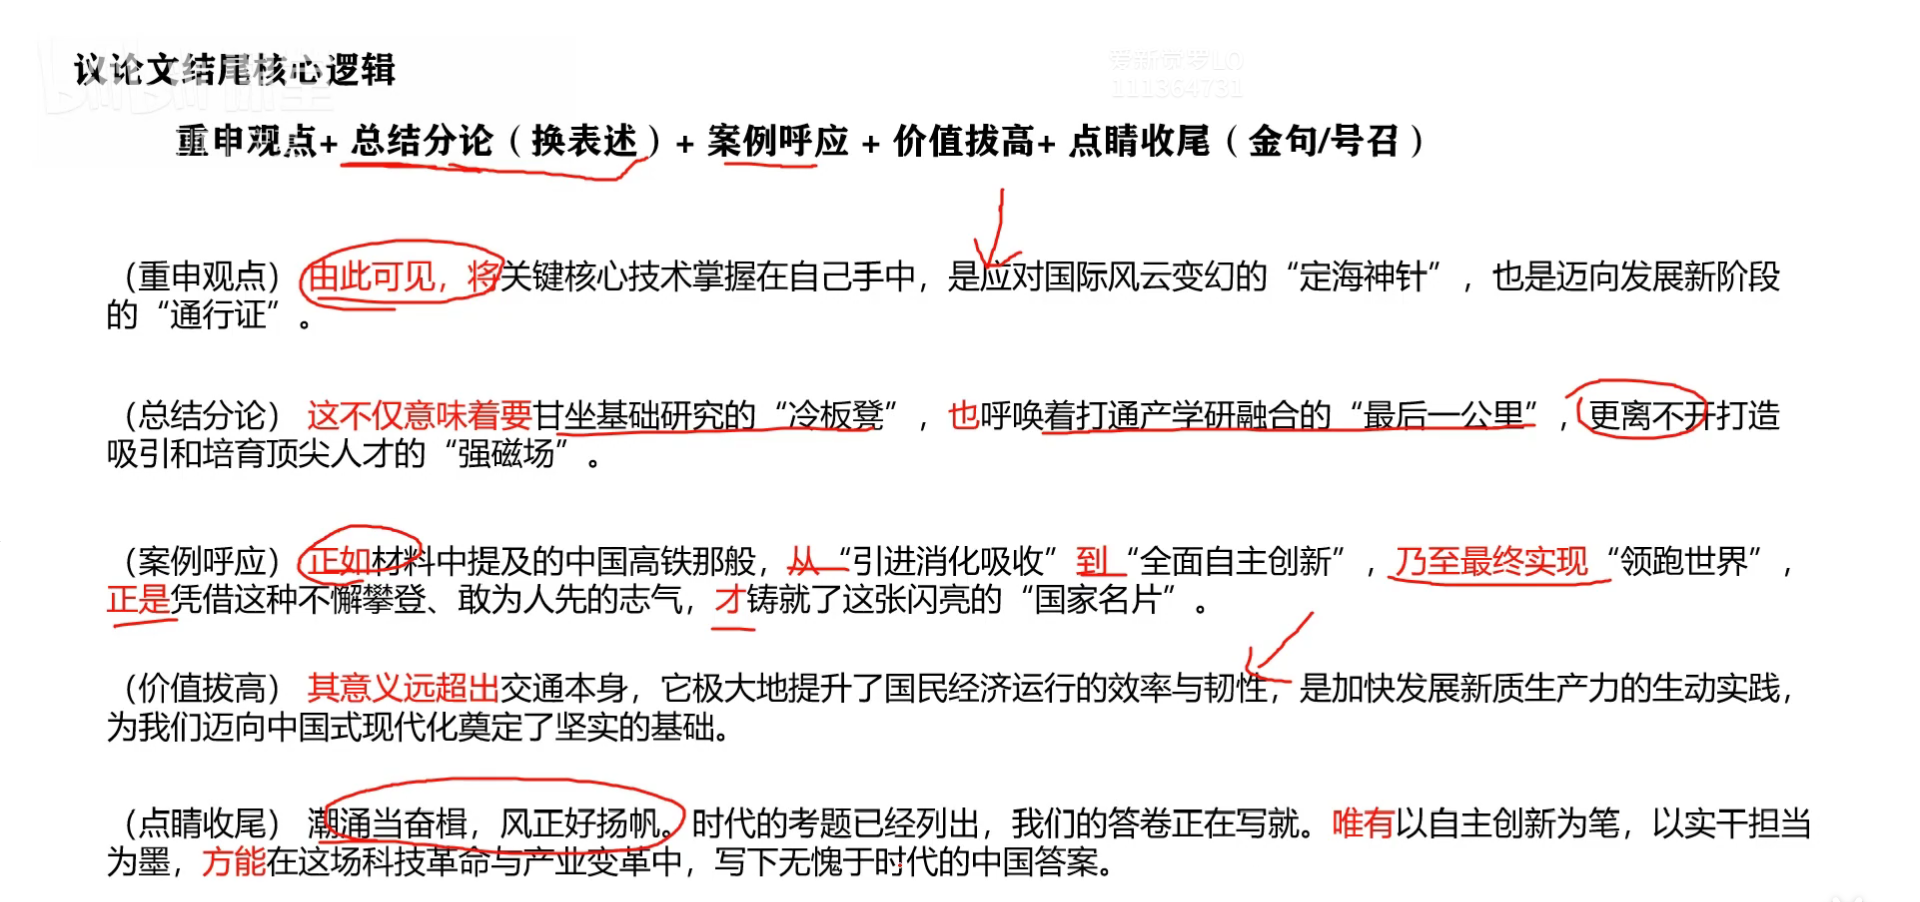 议论文结尾核心逻辑
爱新觉罗LO
111364731
重申观点+ 总结分论（换表述）+ 案例呼应 + 价值拔高+ 点睛收尾（金句/号召）
（重申观点）由此可见，将关键核心技术掌握在自己手中，是应对国际风云变幻的“定海神针”，也是迈向发展新阶段
的“通行证”。
（总结分论）这不仅意味着要甘坐基础研究的“冷板凳”，也呼唤着打通产学研融合的“最后一公里”，更离不开打造
吸引和培育顶尖人才的“强磁场”。
（案例呼应）正如材料中提及的中国高铁那般，从“引进消化吸收”到“全面自主创新”，乃至最终实现“领跑世界”，
正是凭借这种不懈攀登、敢为人先的志气，才铸就了这张闪亮的“国家名片”。
（价值拔高）其意义远超出交通本身，它极大地提升了国民经济运行的效率与韧性，是加快发展新质生产力的生动实践，
为我们迈向中国式现代化奠定了坚实的基础。
（点睛收尾）潮涌当奋楫，风正好扬帆。时代的考题已经列出，我们的答卷正在写就。唯有以自主创新为笔，以实干担当
为墨，方能在这场科技革命与产业变革中，写下无愧于时代的中国答案。